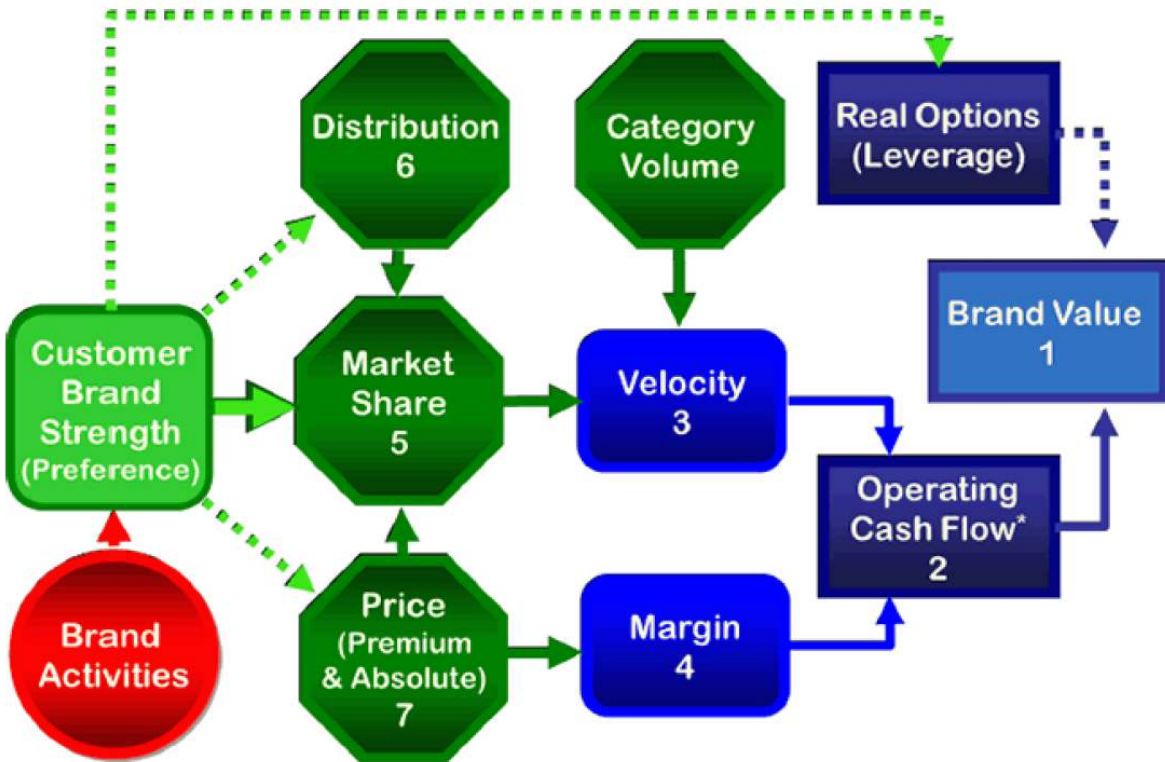 Distribution
6
Category
Volume
Real Options
(Leverage)
Brand Value
1
Customer
Brand
Strength
(Preference)
Market
Share
5
Velocity
3
Operating
Cash Flow*
2
Brand
Activities
Price
(Premium
& Absolute)
7
Margin
4